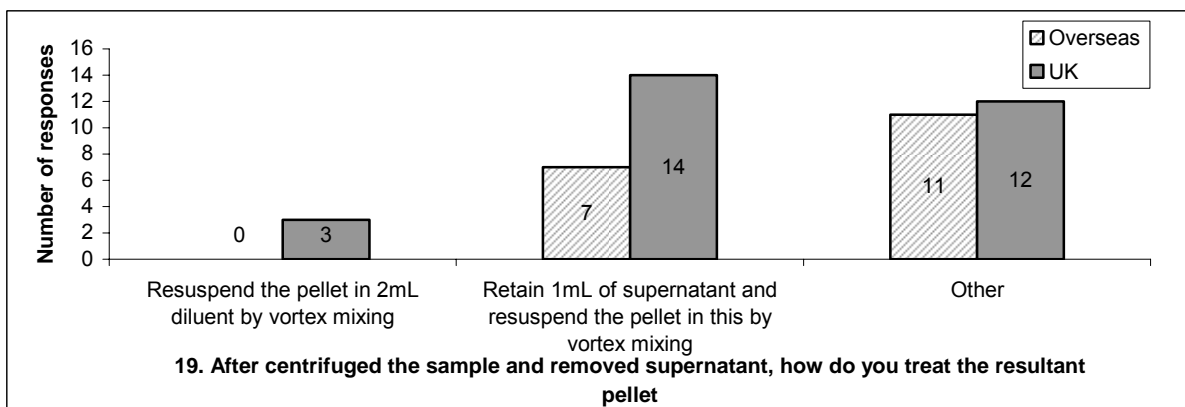 Overseas
UK
Number of responses
16
14
12
10
8
6
4
2
0
0
3
7
14
11
12
Resuspend the pellet in 2mL
diluent by vortex mixing
Retain 1mL of supernatant and
resuspend the pellet in this by
vortex mixing
Other
19. After centrifuged the sample and removed supernatant, how do you treat the resultant
pellet